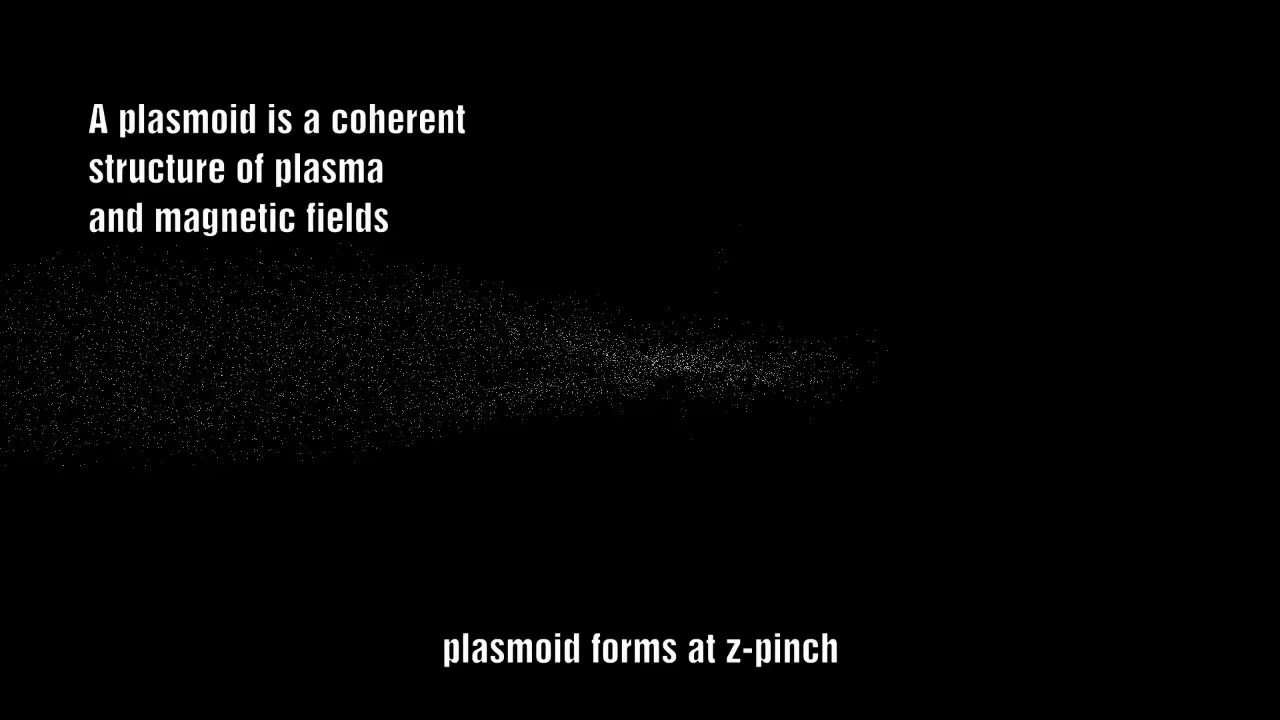 A plasmoid is a coherent
structure of plasma
and magnetic fields
plasmoid forms at z-pinch